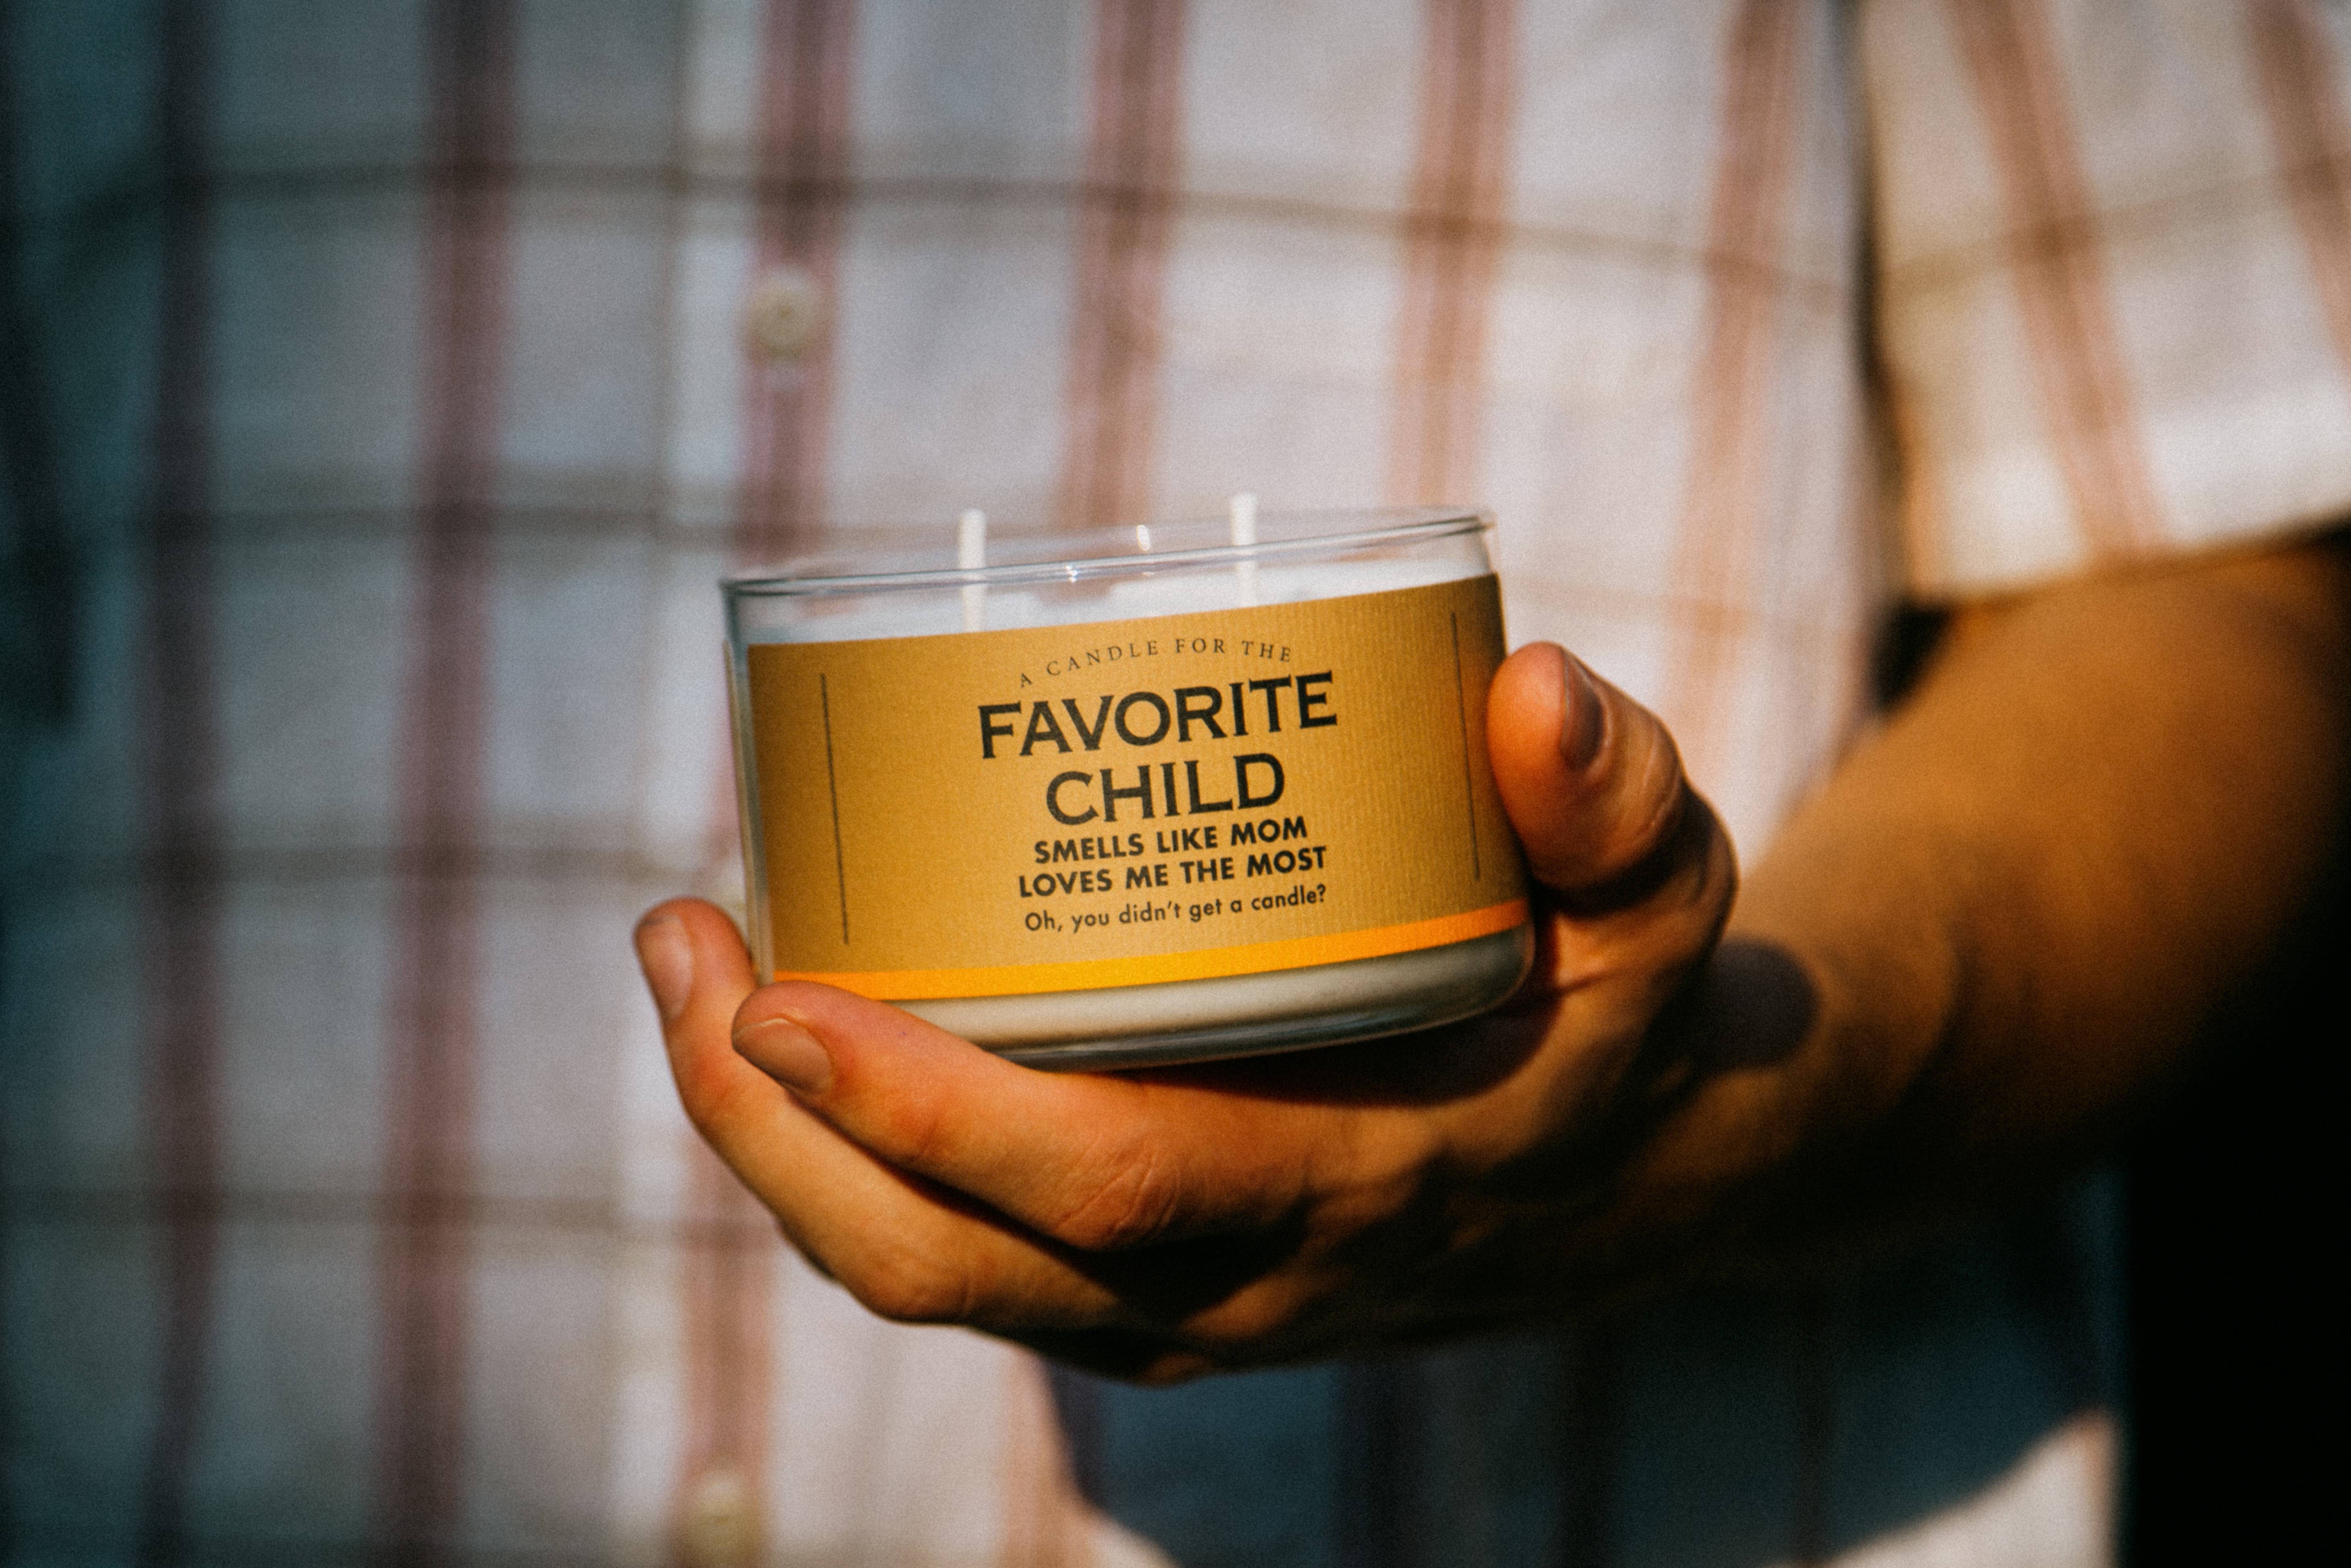 A CANDLE FOR THE
FAVORITE
CHILD
SMELLS LIKE MOM
LOVES ME THE MOST
Oh, you didn't get a candle?